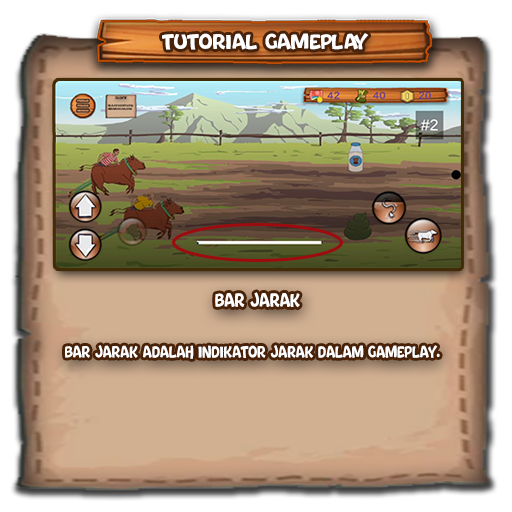 TUTORIAL GAMEPLAY
42 40 20
#2
BAR JARAK
BAR JARAK ADALAH INDIKATOR JARAK DALAM GAMEPLAY.